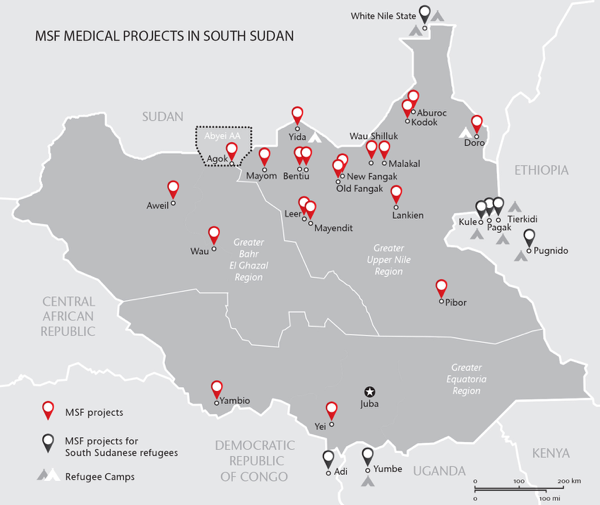 White Nile State
MSF MEDICAL PROJECTS IN SOUTH SUDAN
Aburoc
Kodok
SUDAN
Abyei AA
Yida
Wau Shilluk
Doro
Agok
Mayom
Bentiu
New Fangak
Old Fangak
Malakal
ETHIOPIA
Aweil
Leer
Mayendit
Lankien
Kule
Pagak
Tierkidi
Pugnido
Wau
Greater
Bahr
El Ghazal
Region
Greater
Upper Nile
Region
CENTRAL
AFRICAN
REPUBLIC
Pibor
Greater
Equatoria
Region
Yambio
Juba
Yei
MSF projects
MSF projects for
South Sudanese refugees
Refugee Camps
DEMOCRATIC
REPUBLIC
OF CONGO
Adi
Yumbe
UGANDA
KENYA
0 100 200 km
0 100 mi